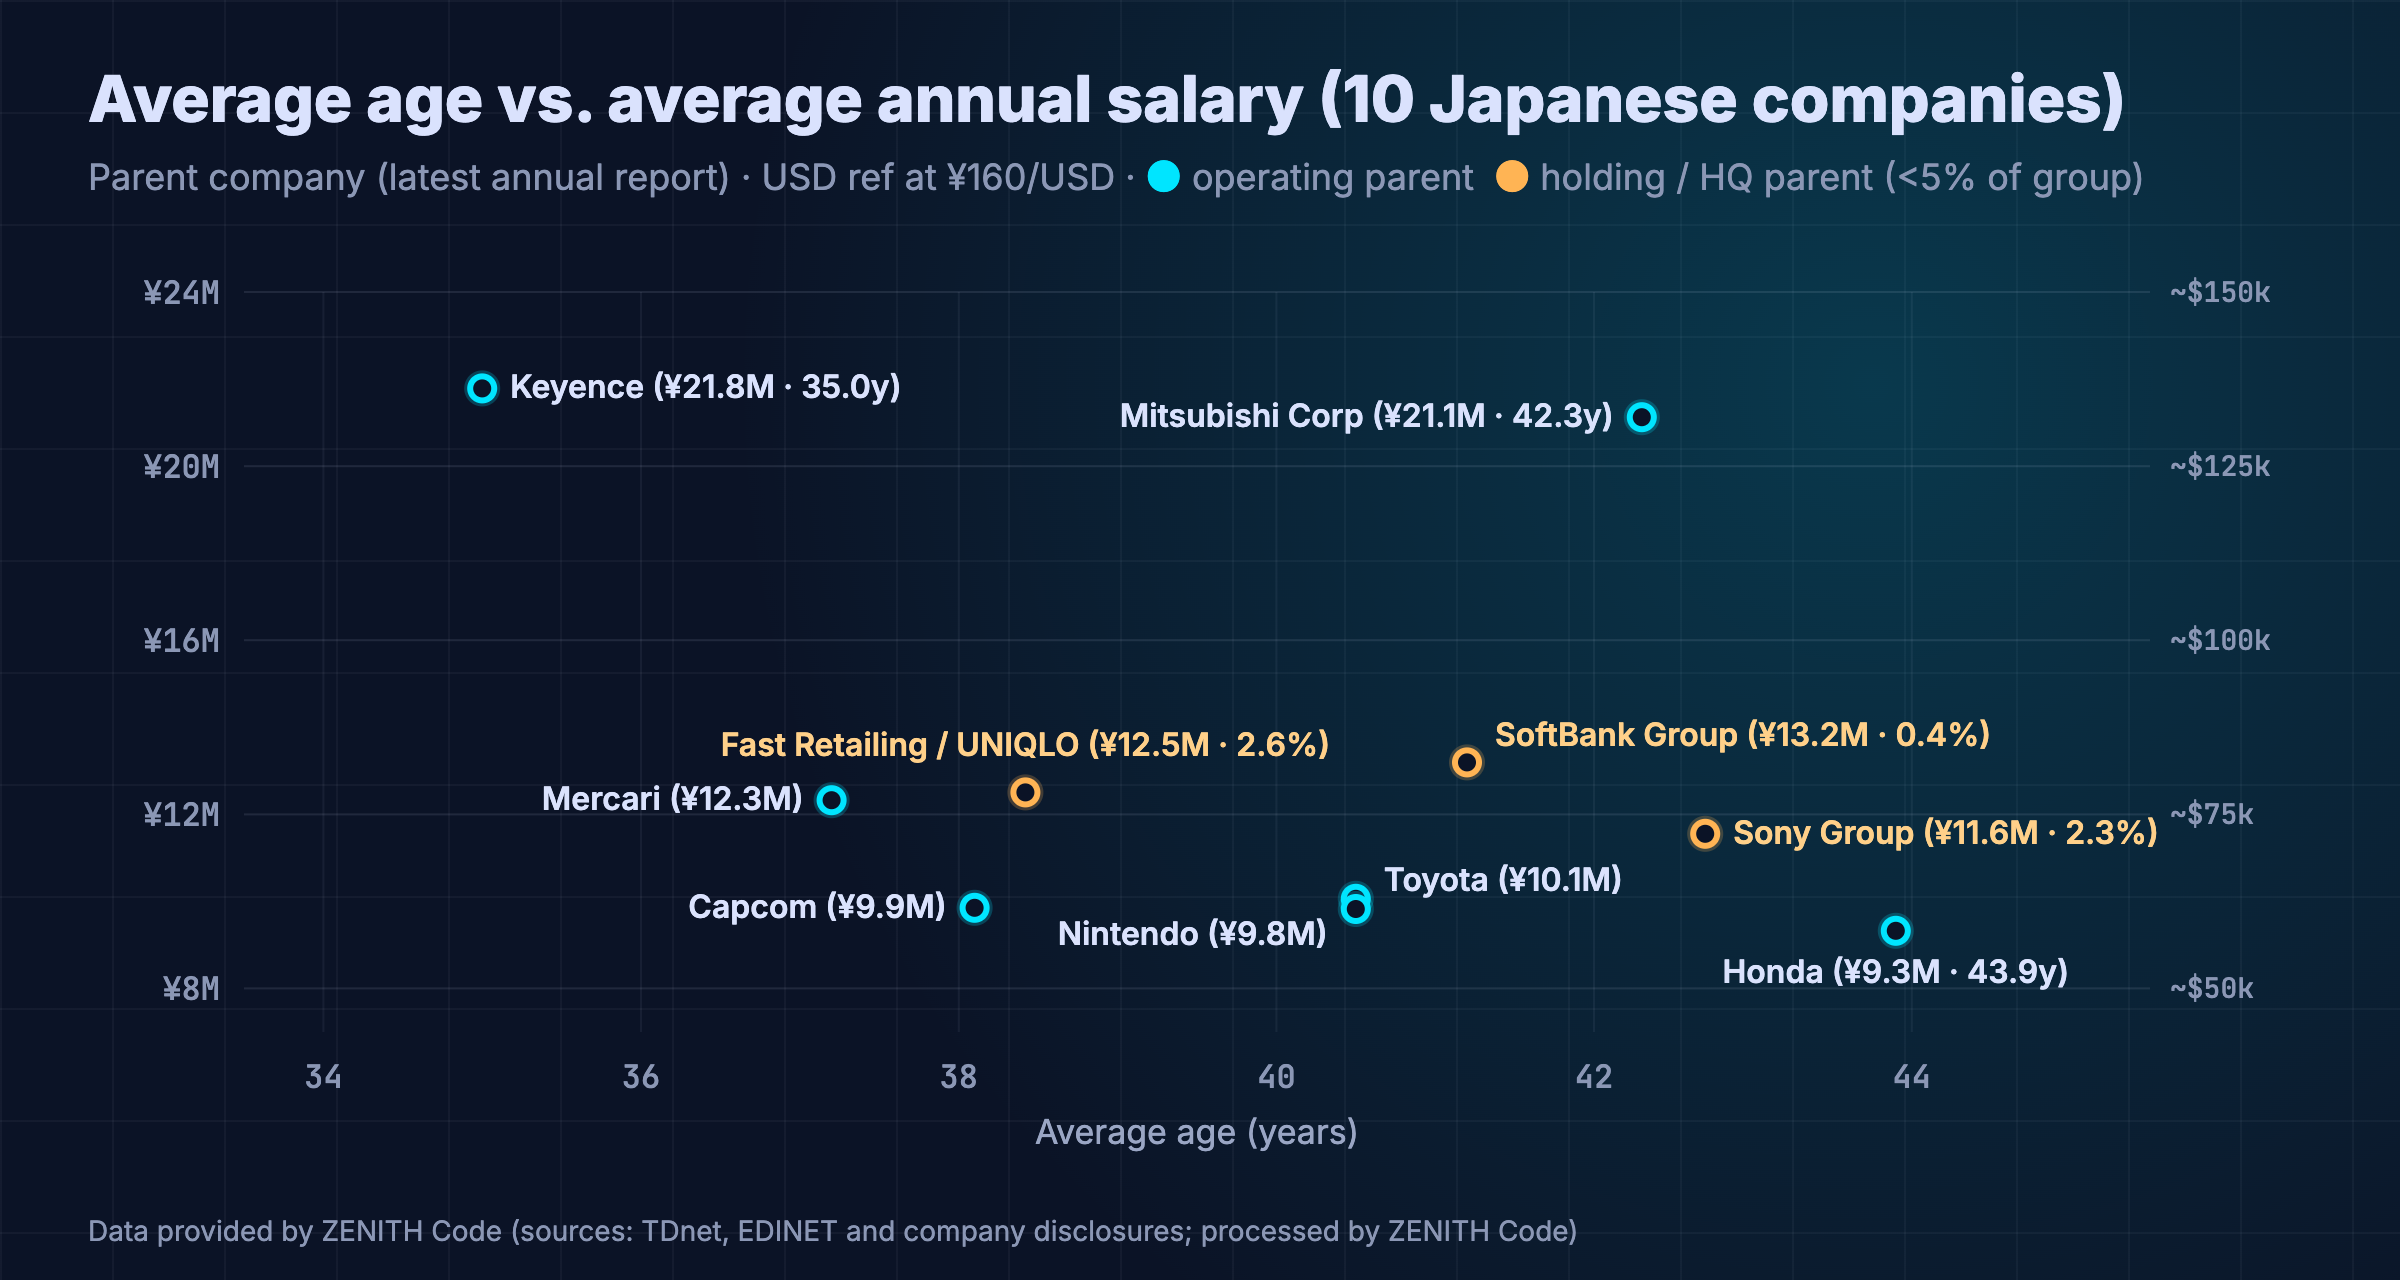 Average age vs. average annual salary (10 Japanese companies)
Parent company (latest annual report) · USD ref at ¥160/USD · operating parent holding / HQ parent (<5% of group)
¥24M ~$150k
Keyence (¥21.8M · 35.0y)
Mitsubishi Corp (¥21.1M · 42.3y)
¥20M ~$125k
¥16M ~$100k
SoftBank Group (¥13.2M · 0.4%)
Fast Retailing / UNIQLO (¥12.5M · 2.6%)
Mercari (¥12.3M)
¥12M ~$75k
Sony Group (¥11.6M · 2.3%)
Toyota (¥10.1M)
Capcom (¥9.9M)
Nintendo (¥9.8M)
Honda (¥9.3M · 43.9y)
¥8M ~$50k
34 36 38 40 42 44
Average age (years)
Data provided by ZENITH Code (sources: TDnet, EDINET and company disclosures; processed by ZENITH Code)